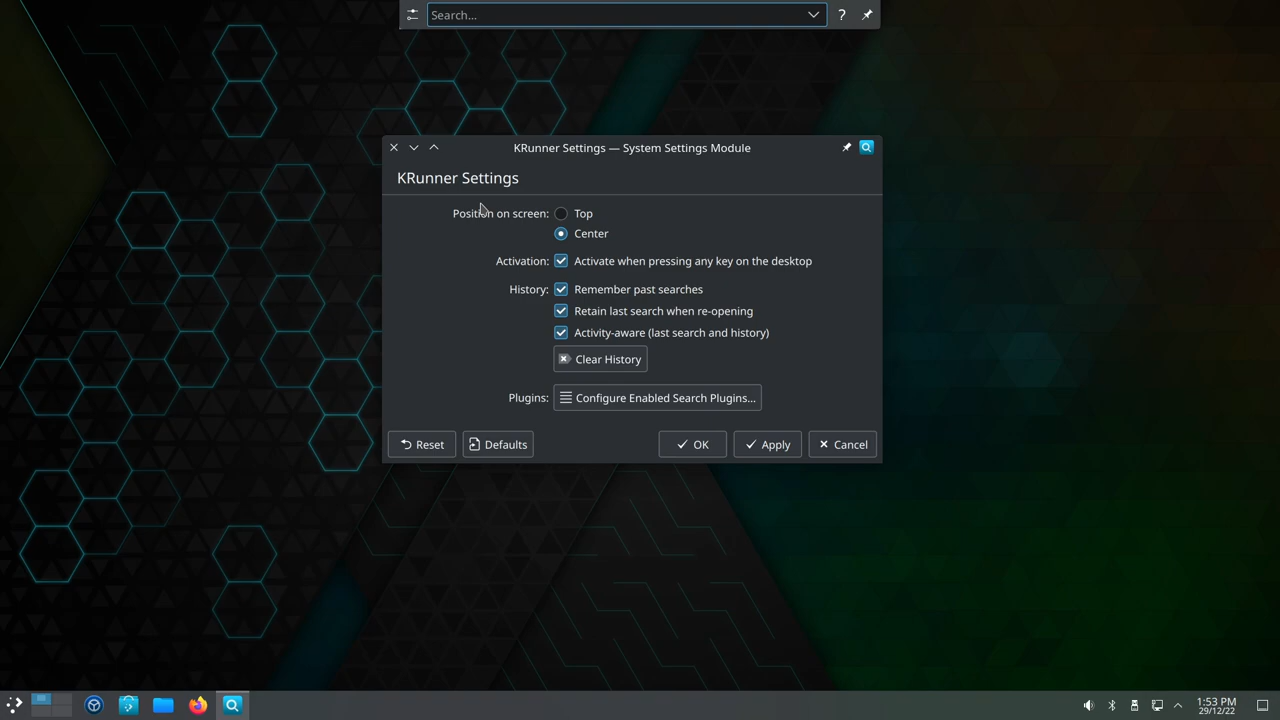 Search...
?
KRunner Settings — System Settings Module
KRunner Settings
Position on screen: Top
Center
Activation: Activate when pressing any key on the desktop
History: Remember past searches
Retain last search when re-opening
Activity-aware (last search and history)
Clear History
Plugins: Configure Enabled Search Plugins...
Reset Defaults OK Apply Cancel
1:53 PM
29/12/22